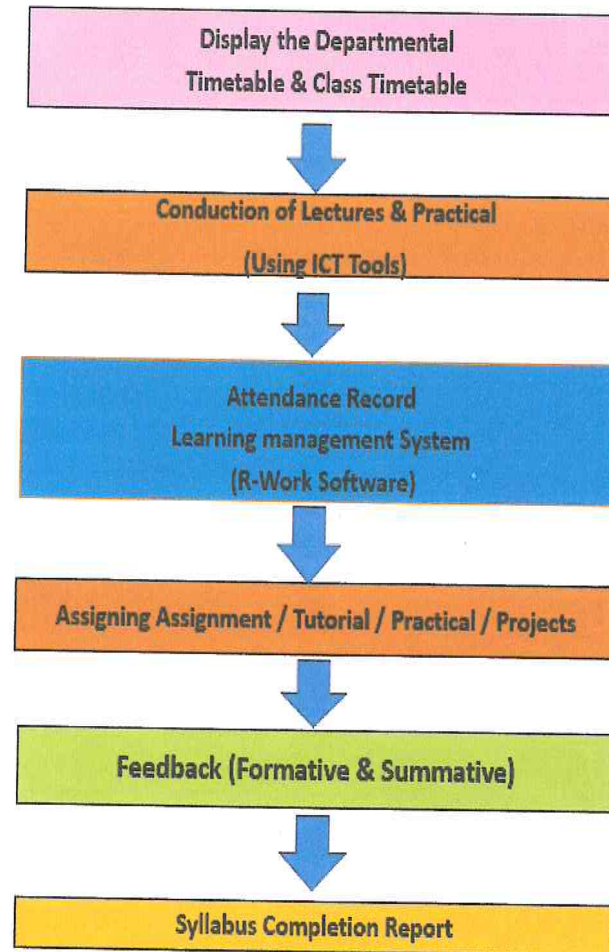 Display the Departmental
Timetable & Class Timetable
Conduction of Lectures & Practical
(Using ICT Tools)
Attendance Record
Learning management System
(R-Work Software)
Assigning Assignment / Tutorial / Practical / Projects
Feedback (Formative & Summative)
Syllabus Completion Report